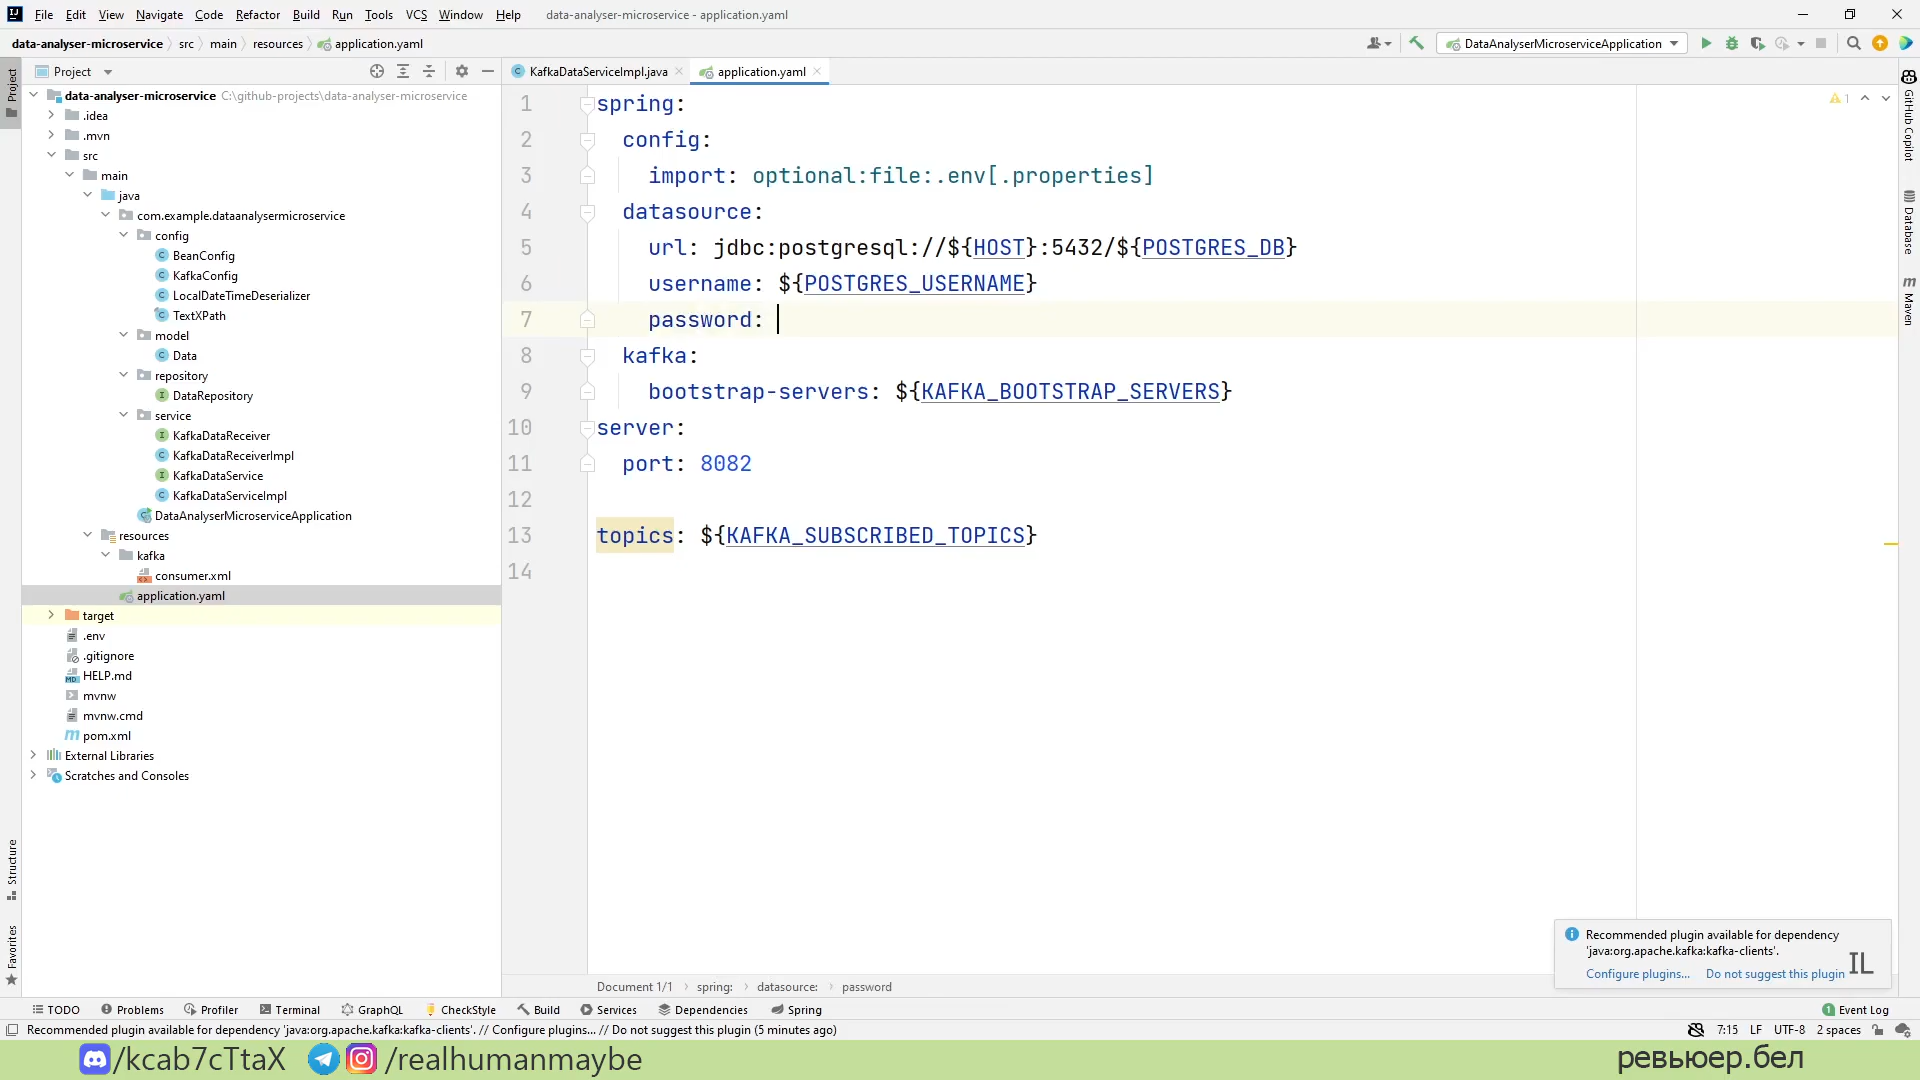 File Edit View Navigate Code Refactor Build Run Tools VCS Window Help data-analyser-microservice - application.yaml
data-analyser-microservice src main resources application.yaml
DataAnalyserMicroserviceApplication
Project
KafkaDataServiceImpl.java
application.yaml
Project
data-analyser-microservice C:\github-projects\data-analyser-microservice
.idea
.mvn
src
main
java
com.example.dataanalysermicroservice
config
BeanConfig
KafkaConfig
LocalDateTimeDeserializer
TextXPath
model
Data
repository
DataRepository
service
KafkaDataReceiver
KafkaDataReceiverImpl
KafkaDataService
KafkaDataServiceImpl
DataAnalyserMicroserviceApplication
resources
kafka
consumer.xml
application.yaml
target
.env
.gitignore
HELP.md
mvnw
mvnw.cmd
pom.xml
External Libraries
Scratches and Consoles
Structure
Favorites
1 spring:
2 config:
3 import: optional:file:.env[.properties]
4 datasource:
5 url: jdbc:postgresql://${HOST}:5432/${POSTGRES_DB}
6 username: ${POSTGRES_USERNAME}
7 password:
8 kafka:
9 bootstrap-servers: ${KAFKA_BOOTSTRAP_SERVERS}
10 server:
11 port: 8082
12
13 topics: ${KAFKA_SUBSCRIBED_TOPICS}
14
1
GitHub Copilot
Database
Maven
Recommended plugin available for dependency
'java:org.apache.kafka:kafka-clients'.
Configure plugins... Do not suggest this plugin
IL
Document 1/1 spring: datasource: password
TODO Problems Profiler Terminal GraphQL CheckStyle Build Services Dependencies Spring 1 Event Log
Recommended plugin available for dependency 'java:org.apache.kafka:kafka-clients'. // Configure plugins... // Do not suggest this plugin (5 minutes ago) 7:15 LF UTF-8 2 spaces
/kcab7cTtaX /realhumanmaybe ревьюер.бел